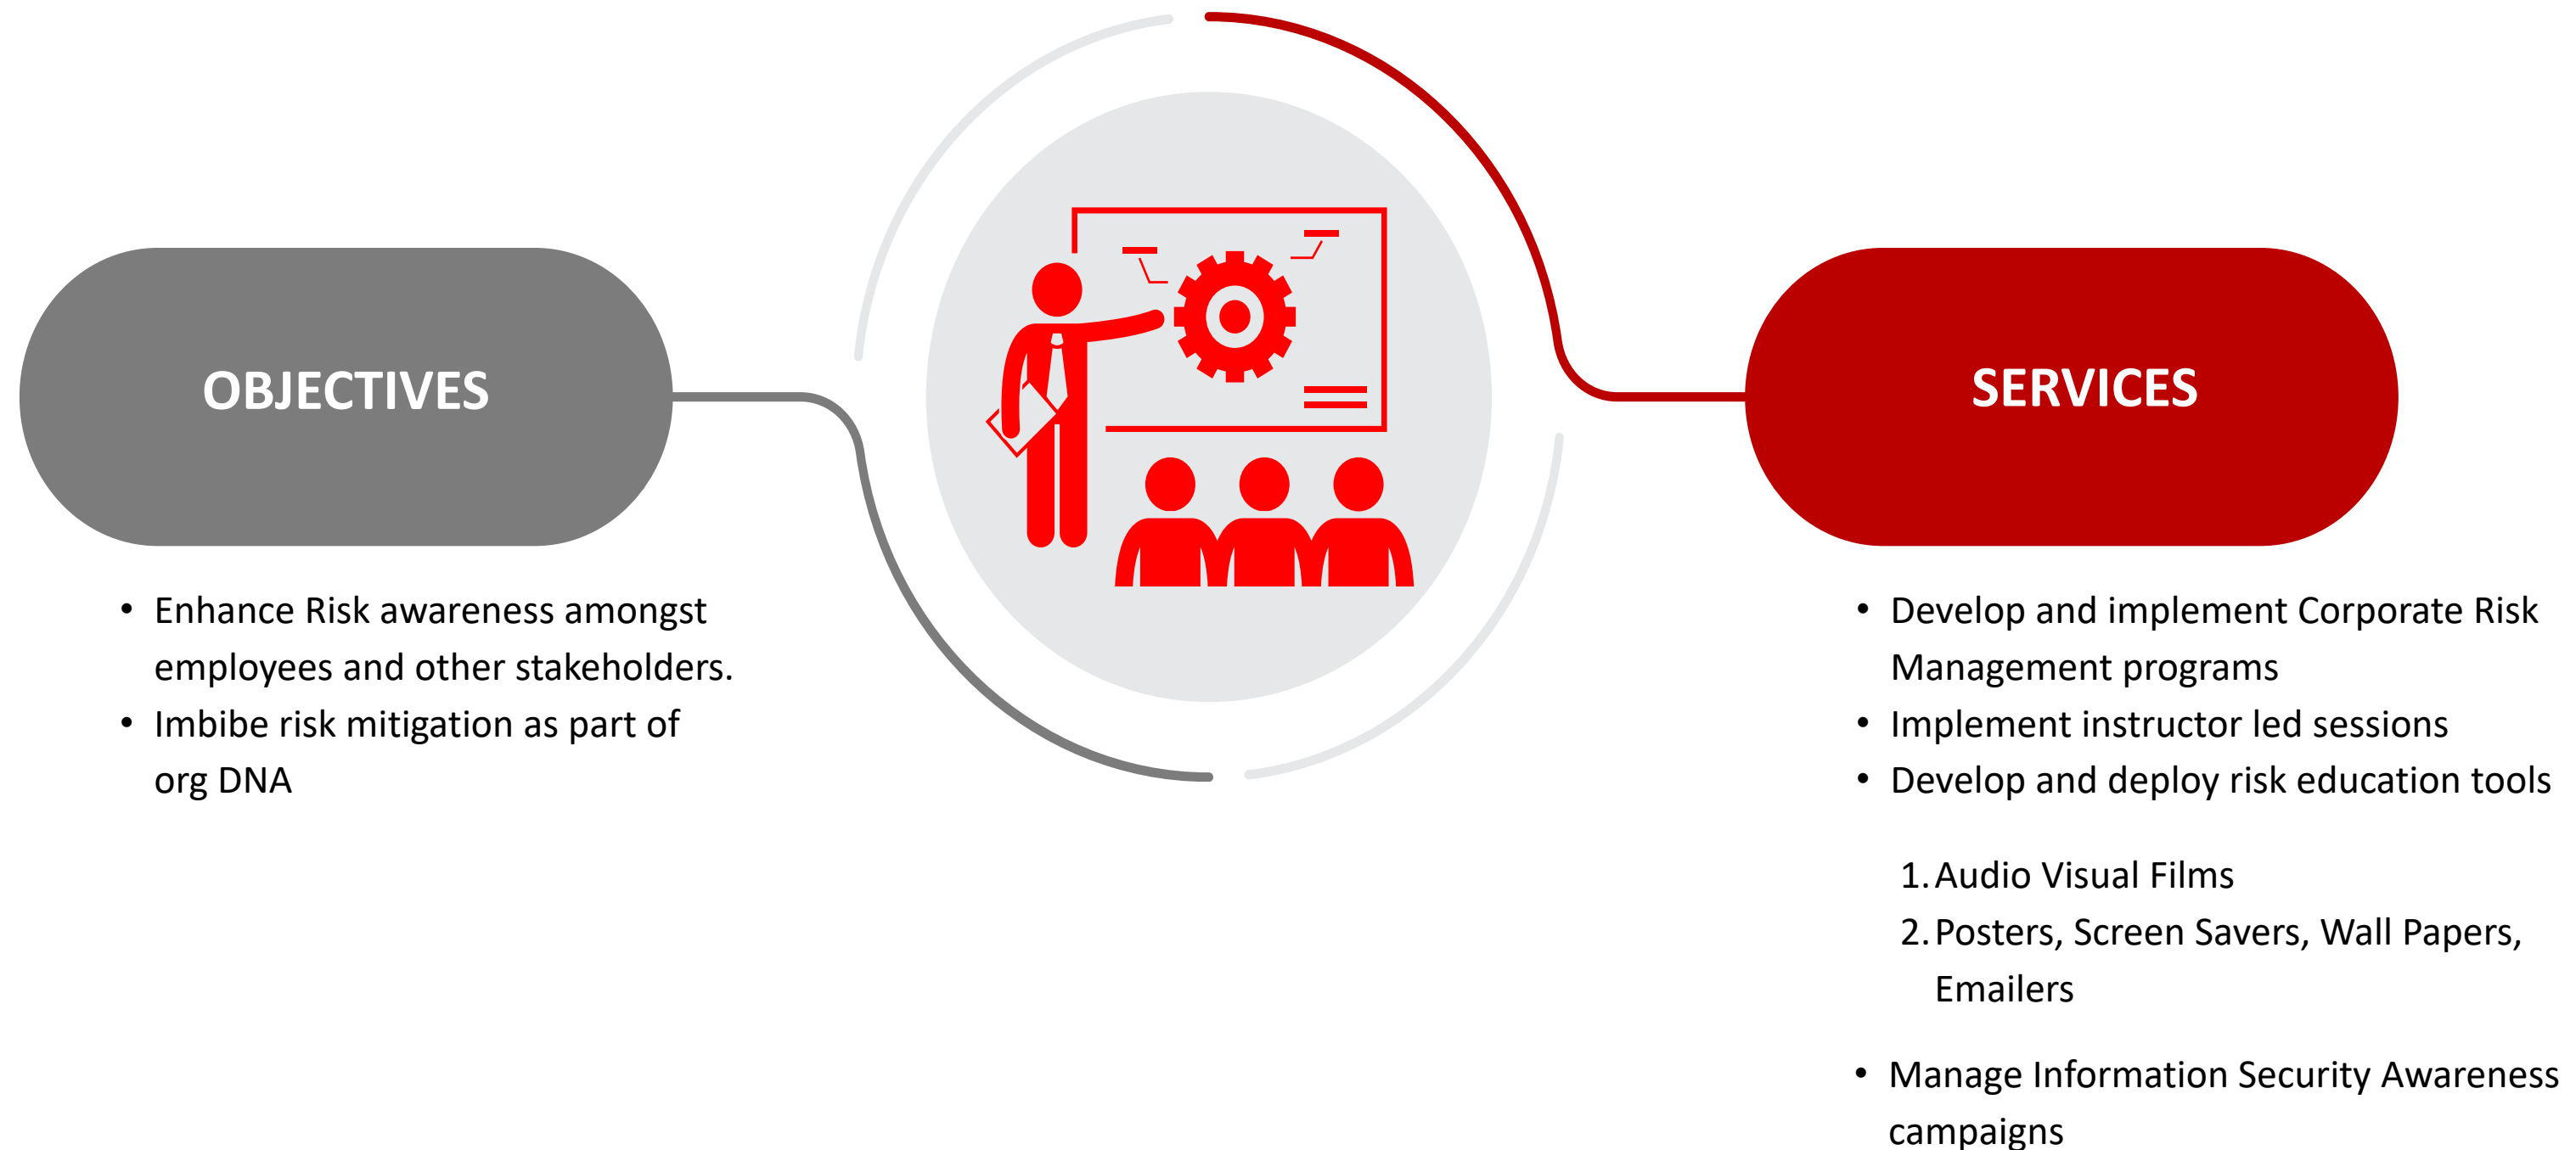 OBJECTIVES
• Enhance Risk awareness amongst
employees and other stakeholders.
• Imbibe risk mitigation as part of
org DNA
SERVICES
• Develop and implement Corporate Risk
Management programs
• Implement instructor led sessions
• Develop and deploy risk education tools
1. Audio Visual Films
2. Posters, Screen Savers, Wall Papers,
Emailers
• Manage Information Security Awareness
campaigns